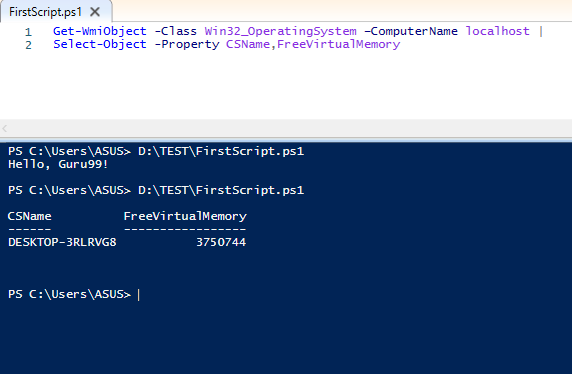 FirstScript.ps1 ✕
1 Get-WmiObject -Class Win32_OperatingSystem -ComputerName localhost |
2 Select-Object -Property CSName,FreeVirtualMemory
PS C:\Users\ASUS> D:\TEST\FirstScript.ps1
Hello, Guru99!
PS C:\Users\ASUS> D:\TEST\FirstScript.ps1
CSName FreeVirtualMemory
------ -----------------
DESKTOP-3RLRVG8 3750744
PS C:\Users\ASUS>